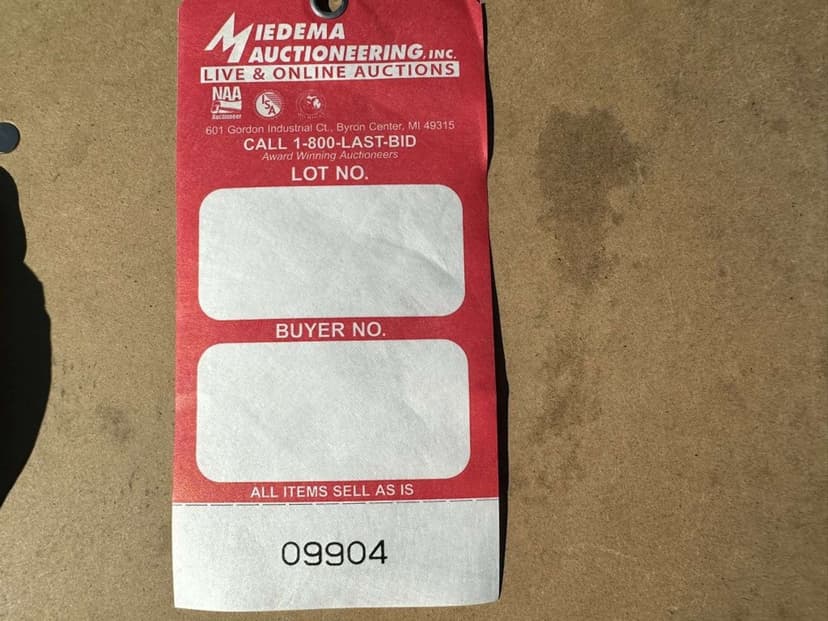 MIEDEMA
AUCTIONEERING, INC.
LIVE & ONLINE AUCTIONS
NAA
Auctioneer
601 Gordon Industrial Ct., Byron Center, MI 49315
CALL 1-800-LAST-BID
Award Winning Auctioneers
LOT NO.
BUYER NO.
ALL ITEMS SELL AS IS
09904